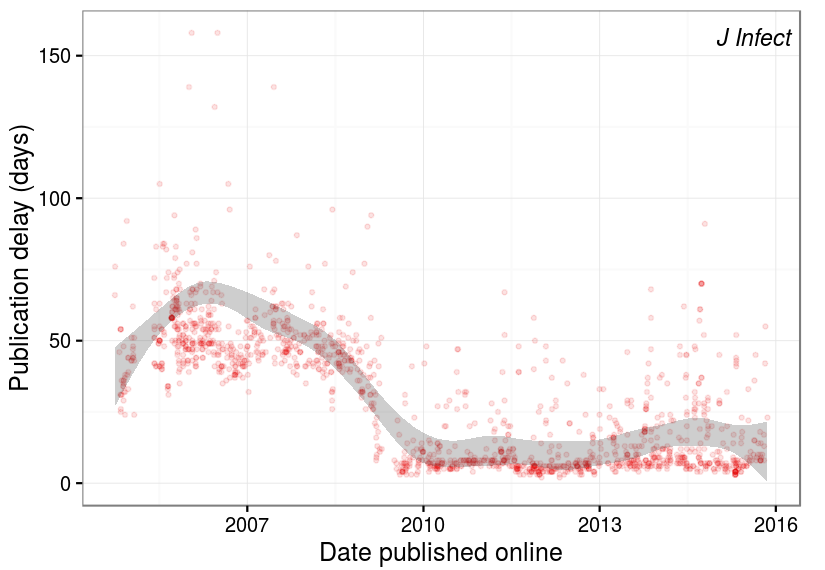 J Infect
150
100
50
0
Publication delay (days)
2007 2010 2013 2016
Date published online